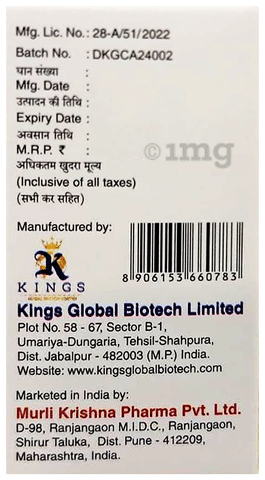 Mfg. Lic. No. : 28-A/51/2022
Batch No. : DKGCA24002
घान संख्या :
Mfg. Date :
उत्पादन की तिथि :
Expiry Date :
अवसान तिथि :
M.R.P. ₹ :
अधिकतम खुदरा मूल्य
(Inclusive of all taxes)
(सभी कर सहित)
©1mg
Manufactured by:
K
KINGS
8 906153 660783
Kings Global Biotech Limited
Plot No. 58 - 67, Sector B-1,
Umariya-Dungaria, Tehsil-Shahpura,
Dist. Jabalpur - 482003 (M.P.) India.
Website: www.kingsglobalbiotech.com
Marketed in India by:
Murli Krishna Pharma Pvt. Ltd.
D-98, Ranjangaon M.I.D.C., Ranjangaon,
Shirur Taluka, Dist. Pune - 412209,
Maharashtra, India.